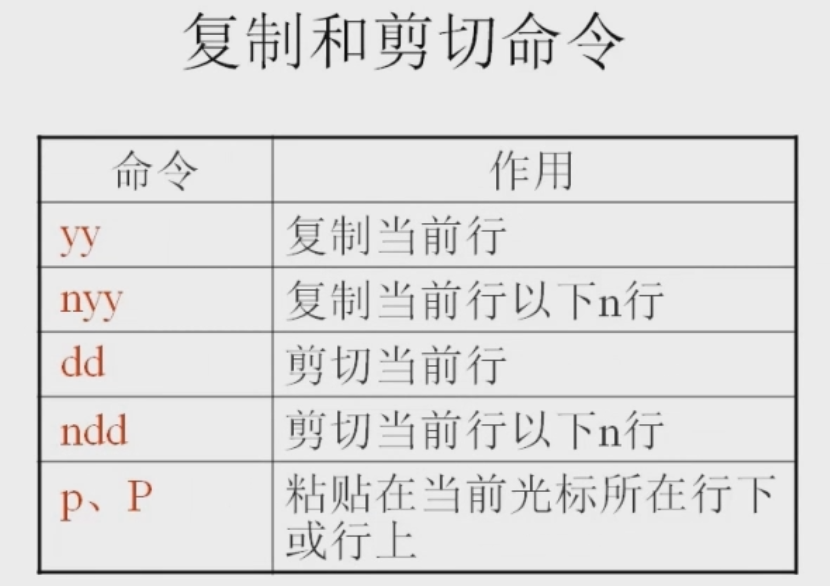 复制和剪切命令
命令 作用
yy 复制当前行
nyy 复制当前行以下n行
dd 剪切当前行
ndd 剪切当前行以下n行
p、P 粘贴在当前光标所在行下
或行上